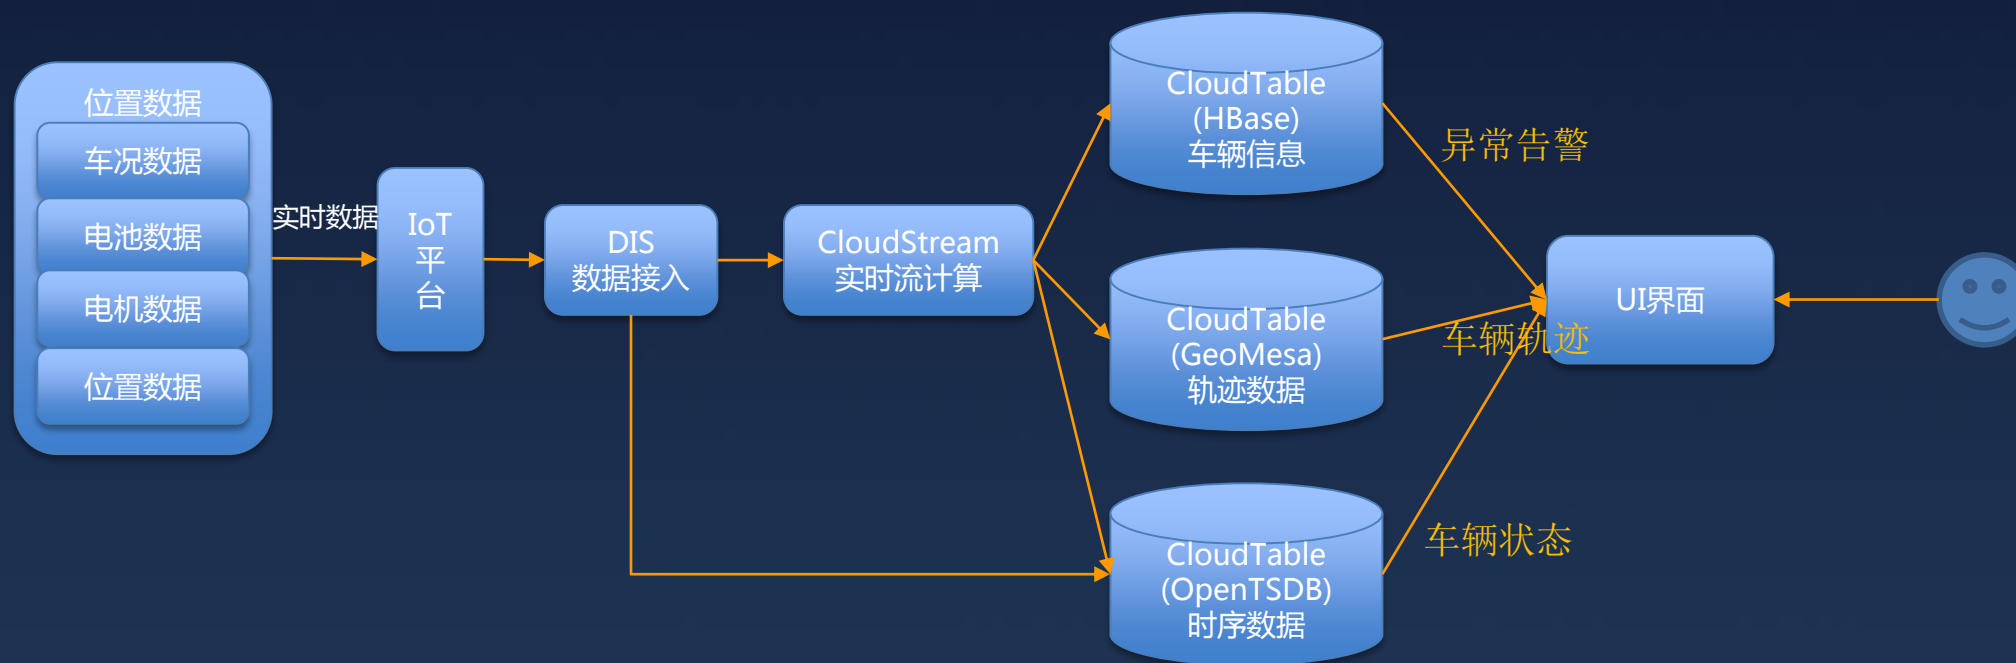 位置数据
车况数据
电池数据
电机数据
位置数据
实时数据
IoT
平
台
DIS
数据接入
CloudStream
实时流计算
CloudTable
(HBase)
车辆信息
CloudTable
(GeoMesa)
轨迹数据
CloudTable
(OpenTSDB)
时序数据
异常告警
车辆轨迹
车辆状态
UI界面